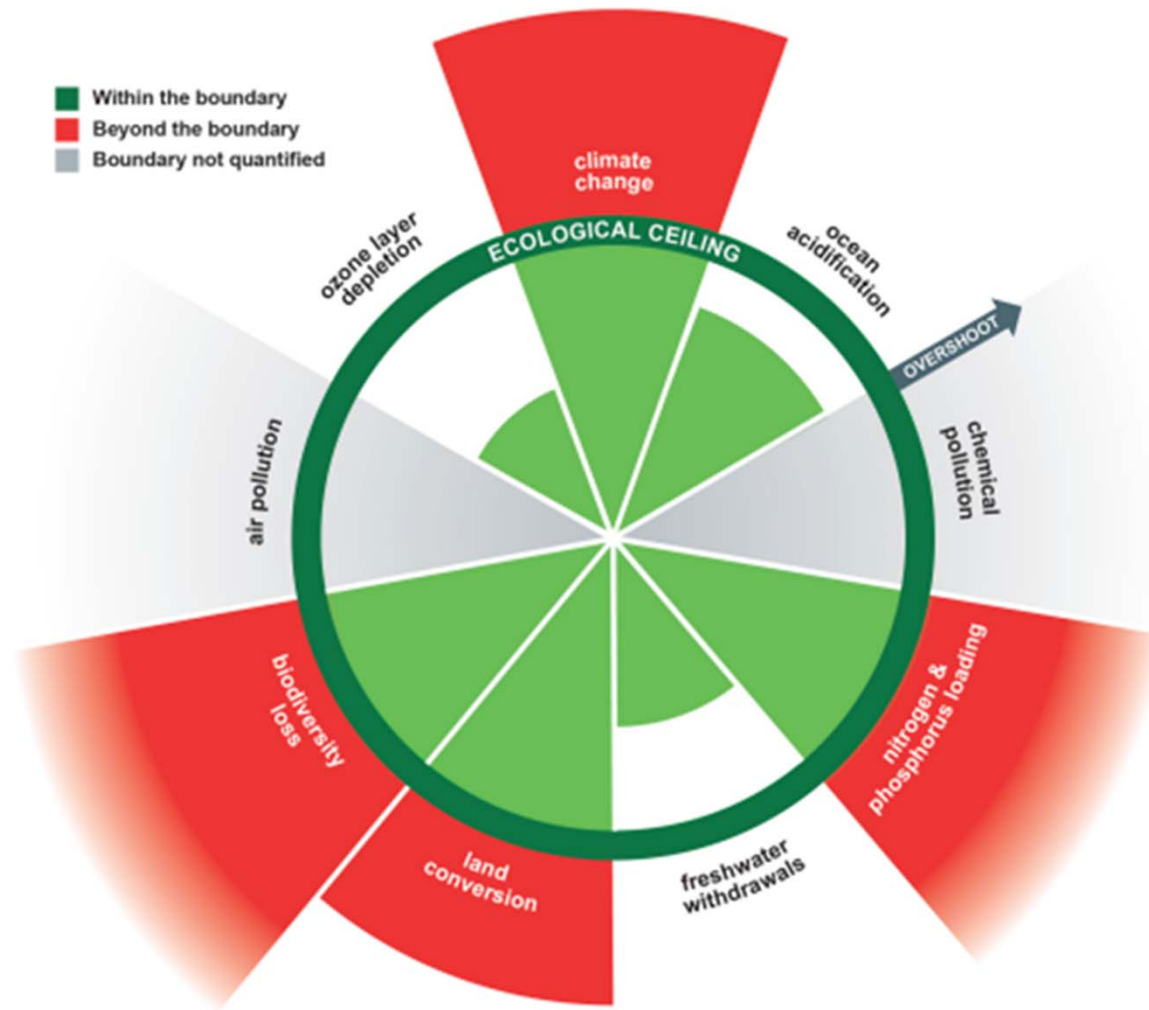 Within the boundary
Beyond the boundary
Boundary not quantified
climate
change
ECOLOGICAL CEILING
ozone layer
depletion
ocean
acidification
OVERSHOOT
air pollution
chemical
pollution
biodiversity
loss
nitrogen &
phosphorus loading
land
conversion
freshwater
withdrawals